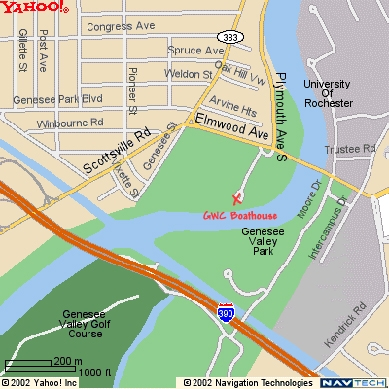 YAHOO!
Gillette St
Post Ave
Congress Ave
333
Spruce Ave
Oak Hill Vw
Weldon St
Pioneer St
Genesee Park Blvd
Arvine Hts
Plymouth Ave S
University
Of
Rochester
Winbourne Rd
Genesee St
Elmwood Ave
Scottsville Rd
Trustee Rd
GWC Boathouse
Moore Dr
Genesee
Valey
Park
Intercampus Dr
390
Kendrick Rd
Genesee
Valley Golf
Course
200 m
1000 ft
©2002 Yahoo! Inc
©2002 Navigation Technologies
NAVTECH